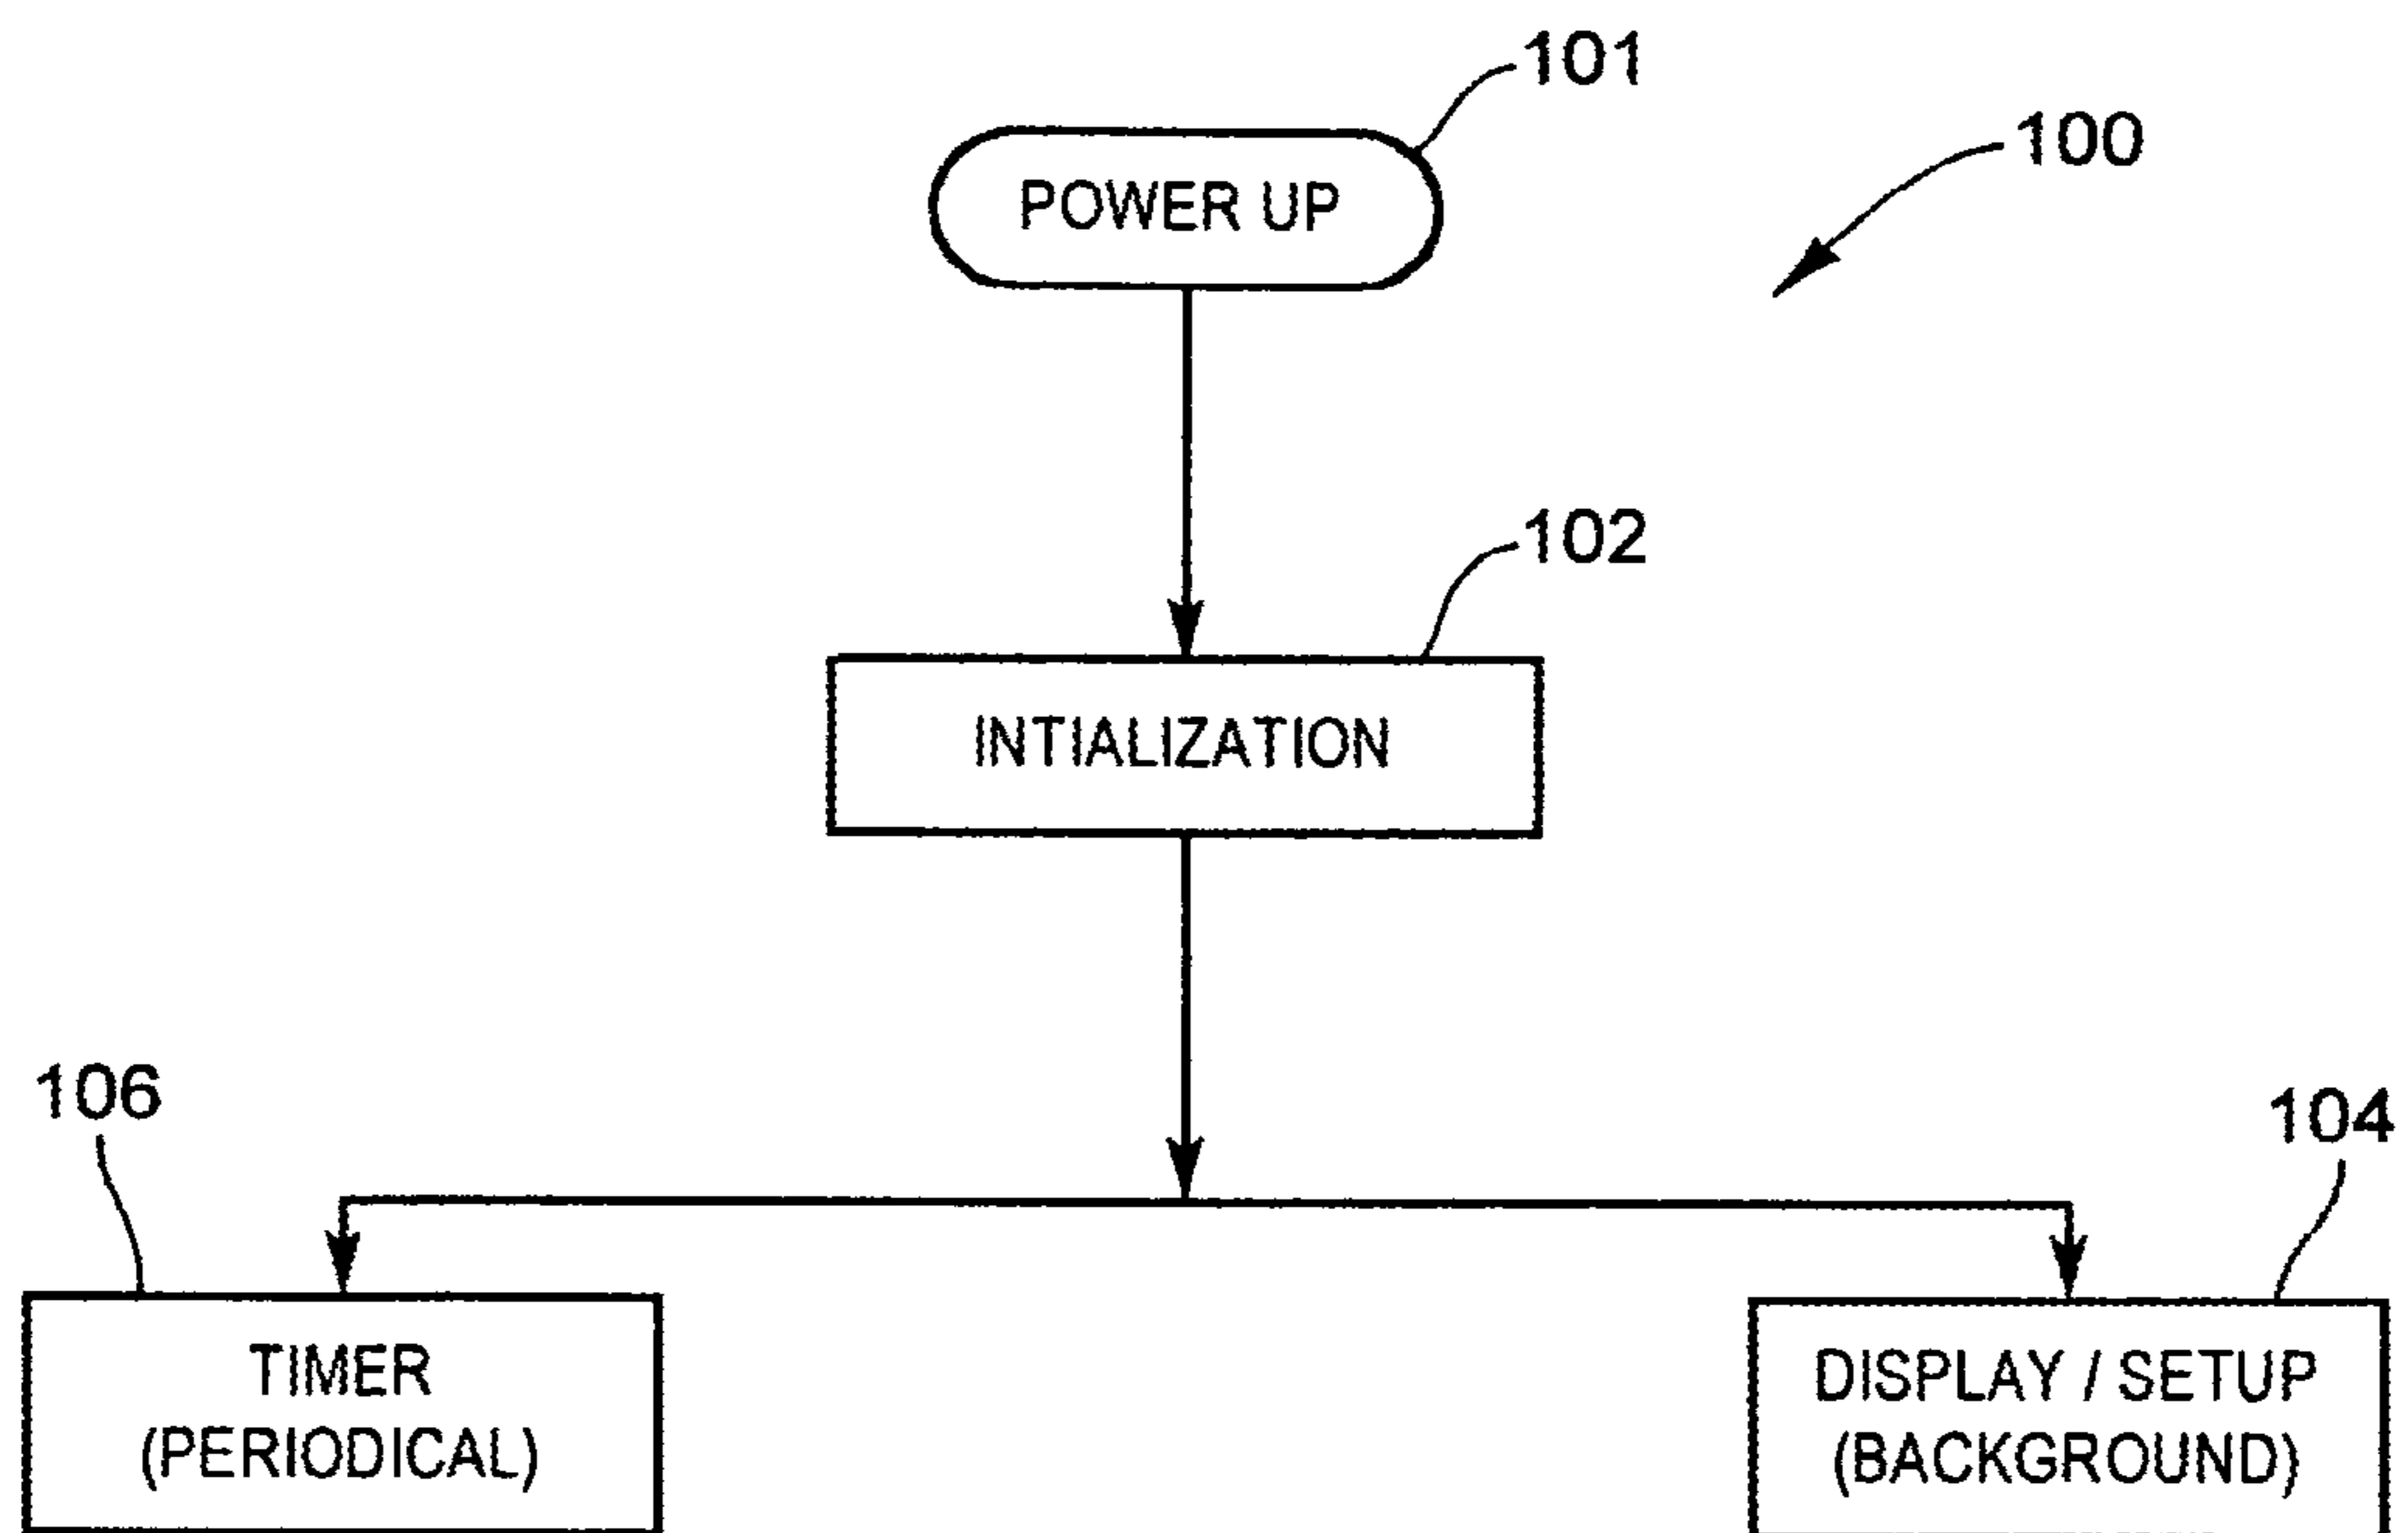 101
100
POWER UP
102
INTIALIZATION
106
104
TIMER
(PERIODICAL)
DISPLAY / SETUP
(BACKGROUND)